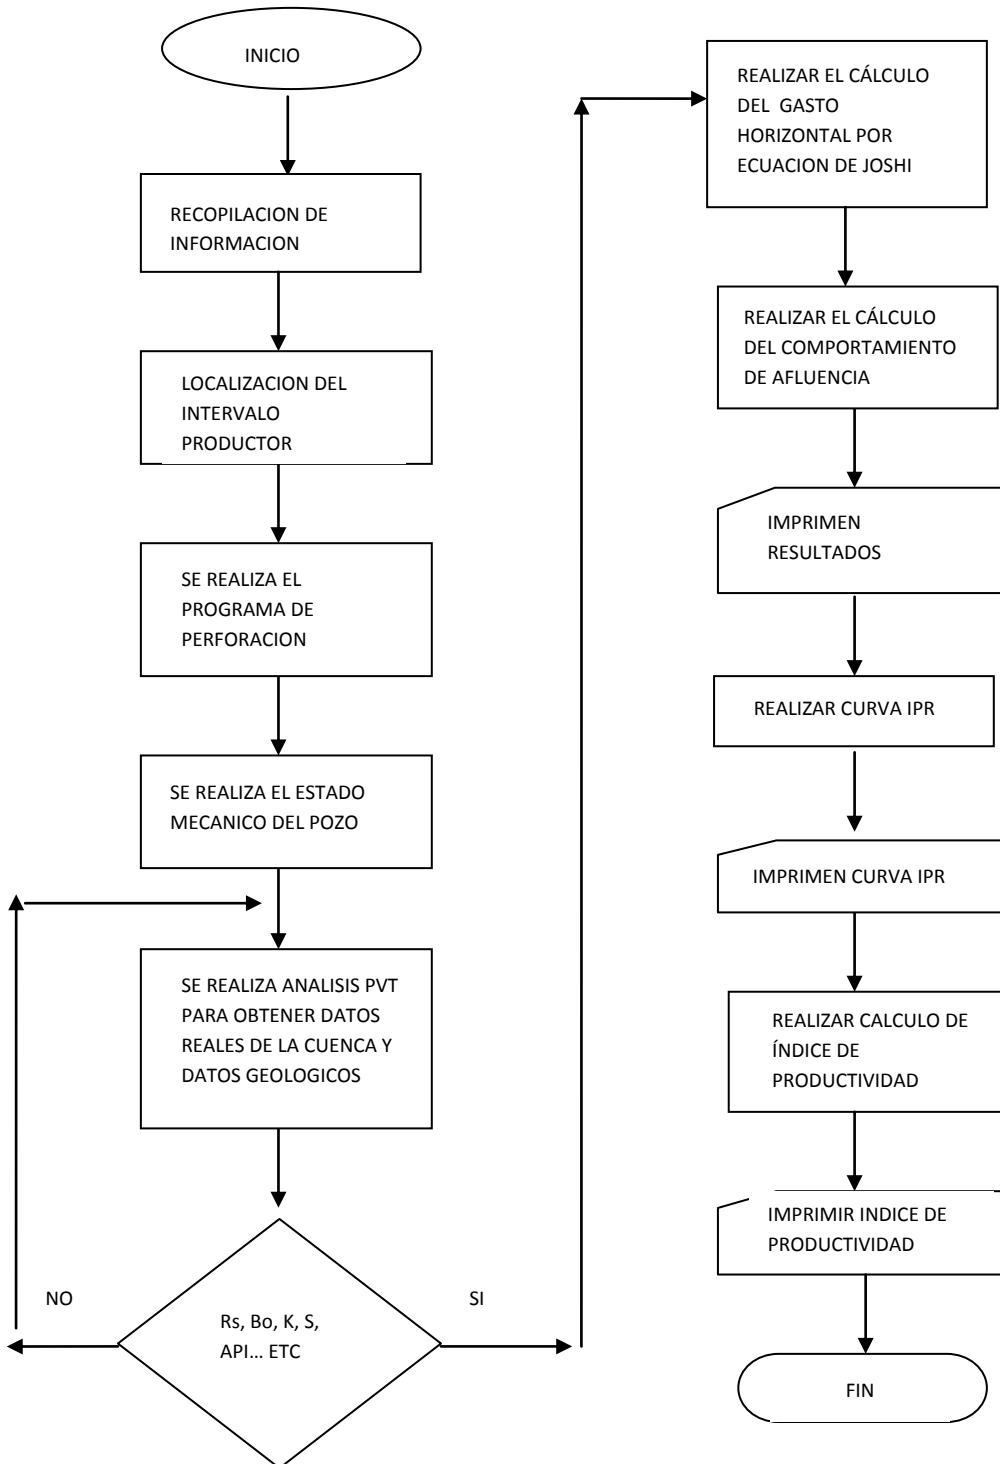 INICIO
RECOPILACION DE
INFORMACION
LOCALIZACION DEL
INTERVALO
PRODUCTOR
SE REALIZA EL
PROGRAMA DE
PERFORACION
SE REALIZA EL ESTADO
MECANICO DEL POZO
SE REALIZA ANALISIS PVT
PARA OBTENER DATOS
REALES DE LA CUENCA Y
DATOS GEOLOGICOS
NO
Rs, Bo, K, S,
API... ETC
SI
REALIZAR EL CÁLCULO
DEL GASTO
HORIZONTAL POR
ECUACION DE JOSHI
REALIZAR EL CÁLCULO
DEL COMPORTAMIENTO
DE AFLUENCIA
IMPRIMEN
RESULTADOS
REALIZAR CURVA IPR
IMPRIMEN CURVA IPR
REALIZAR CALCULO DE
ÍNDICE DE
PRODUCTIVIDAD
IMPRIMIR INDICE DE
PRODUCTIVIDAD
FIN